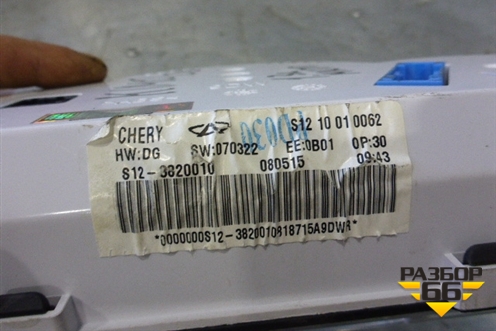 CHERY S12 10 01 0062
HW:DG SW:070322 EE:0B01 OP:30
S12-3820010 080515 09:43
*0000000S12-3820010818715A9DWR*
РАЗБОР
66